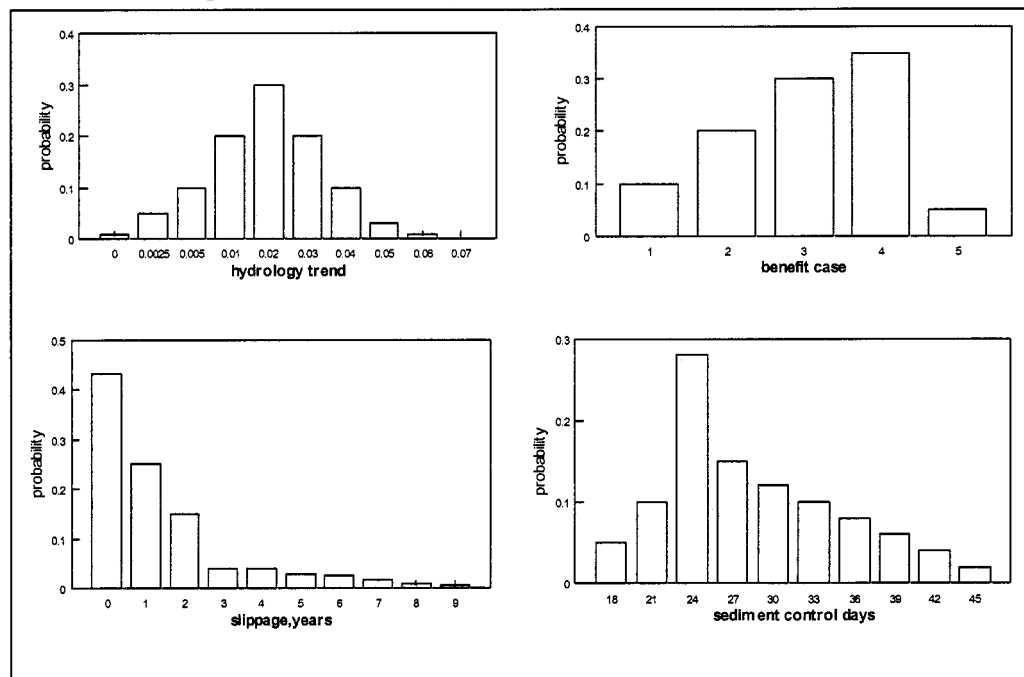 0.4
0.3
0.2
0.1
0
probability
0 0.0025 0.005 0.01 0.02 0.03 0.04 0.05 0.06 0.07
hydrology trend
0.4
0.3
0.2
0.1
0
probability
1 2 3 4 5
benefit case
0.5
0.4
0.3
0.2
0.1
0
probability
0 1 2 3 4 5 6 7 8 9
slippage,years
0.3
0.2
0.1
0
probability
18 21 24 27 30 33 36 39 42 45
sediment control days